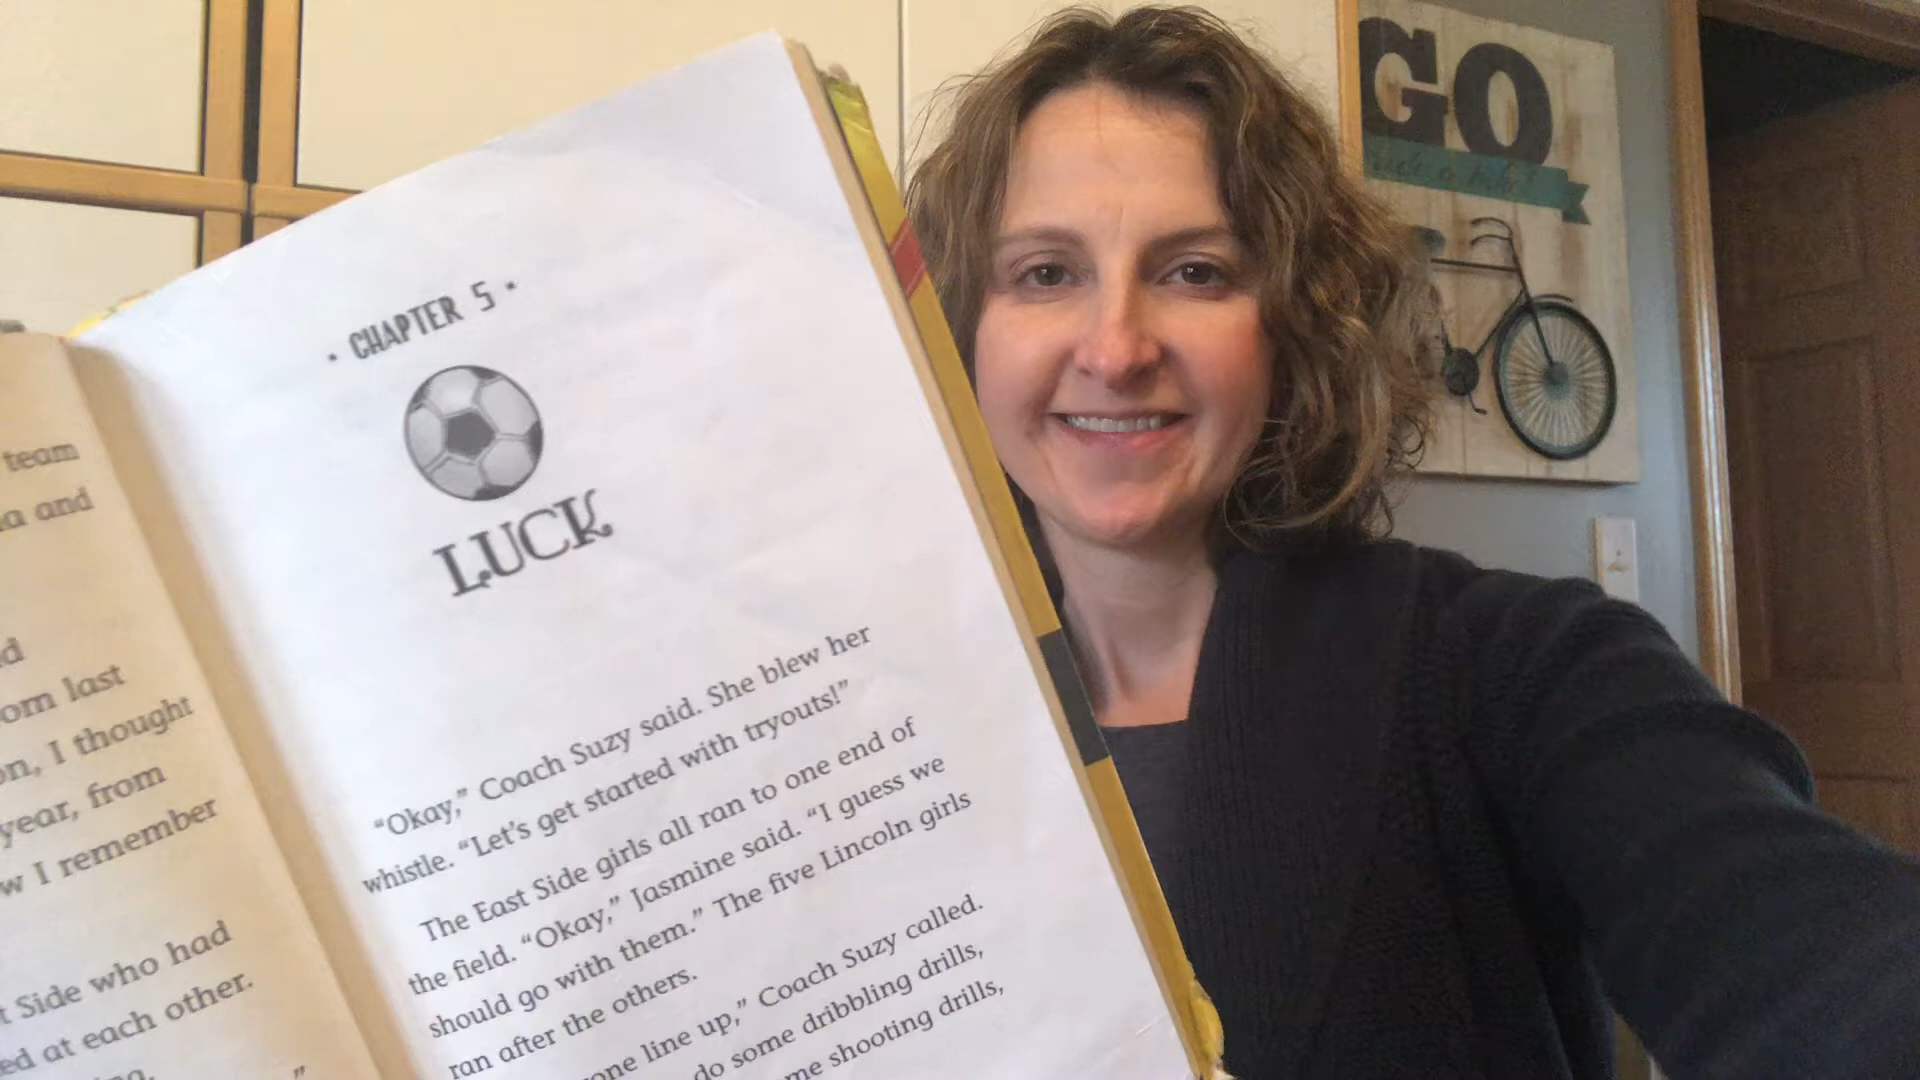 team
and
om last
I thought
year, from
I remember
Side who had
at each other.
• CHAPTER 5 •
LUCK
“Okay,” Coach Suzy said. She blew her
whistle. “Let’s get started with tryouts!”
The East Side girls all ran to one end of
the field. “Okay,” Jasmine said. “I guess we
should go with them.” The five Lincoln girls
ran after the others.
one line up,” Coach Suzy called.
do some dribbling drills,
me shooting drills,
GO